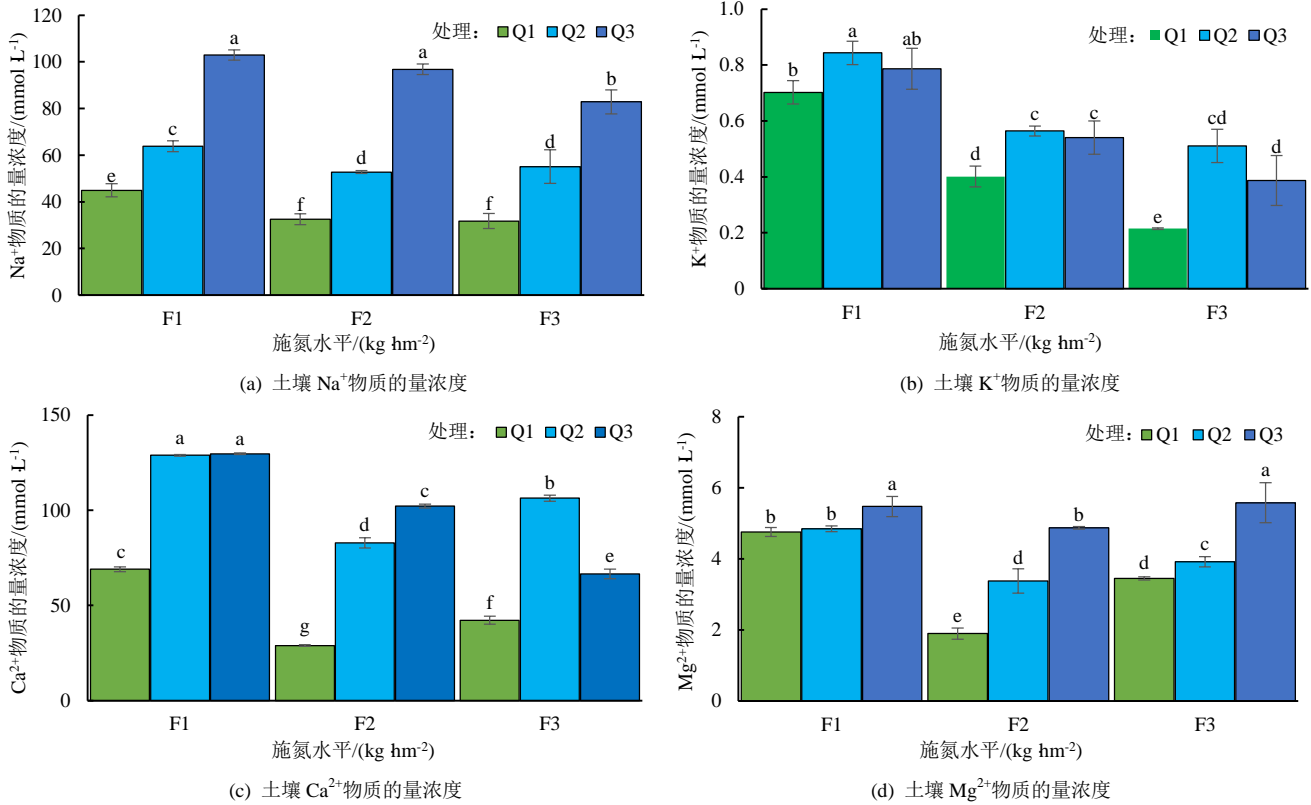 120
100
80
60
40
20
0
Na⁺物质的量浓度/(mmol L⁻¹)
处理： Q1 Q2 Q3
e c a
f d a
f d b
F1 F2 F3
施氮水平/(kg hm⁻²)
(a) 土壤 Na⁺物质的量浓度
1.0
0.8
0.6
0.4
0.2
0
K⁺物质的量浓度/(mmol L⁻¹)
处理： Q1 Q2 Q3
b a ab
d c c
e cd d
F1 F2 F3
施氮水平/(kg hm⁻²)
(b) 土壤 K⁺物质的量浓度
150
100
50
0
Ca²⁺物质的量浓度/(mmol L⁻¹)
处理： Q1 Q2 Q3
c a a
g d c
f b e
F1 F2 F3
施氮水平/(kg hm⁻²)
(c) 土壤 Ca²⁺物质的量浓度
8
6
4
2
0
Mg²⁺物质的量浓度/(mmol L⁻¹)
处理： Q1 Q2 Q3
b b a
e d b
d c a
F1 F2 F3
施氮水平/(kg hm⁻²)
(d) 土壤 Mg²⁺物质的量浓度